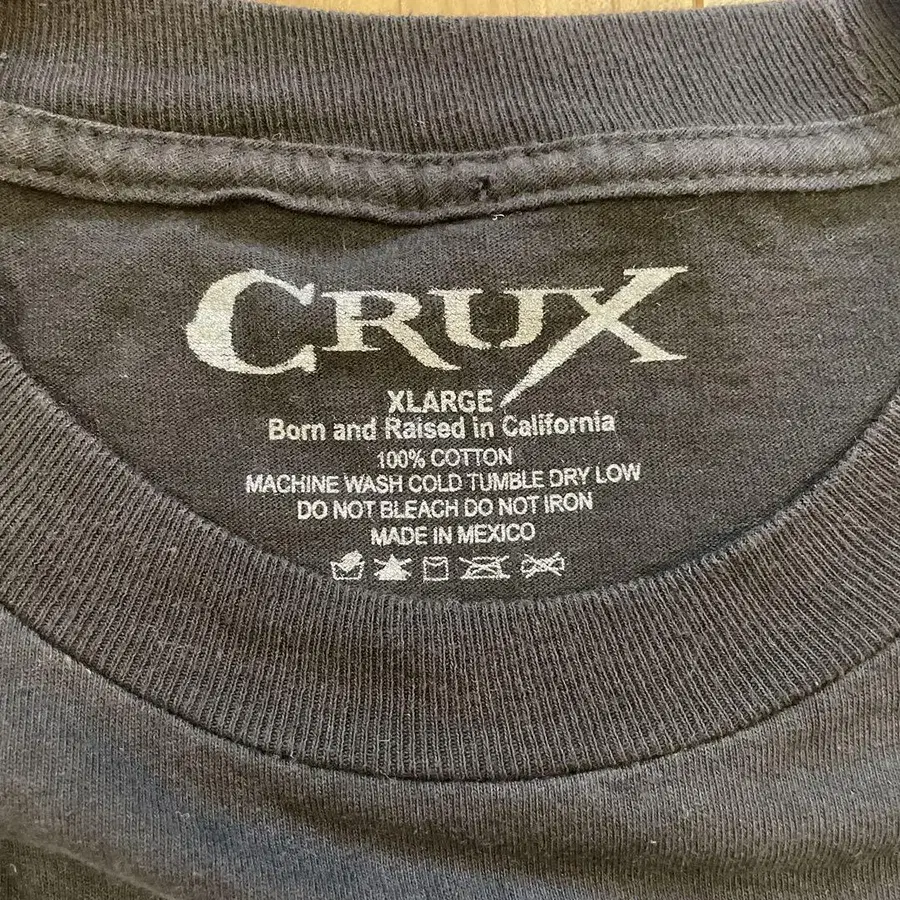 CRUX
XLARGE
Born and Raised in California
100% COTTON
MACHINE WASH COLD TUMBLE DRY LOW
DO NOT BLEACH DO NOT IRON
MADE IN MEXICO